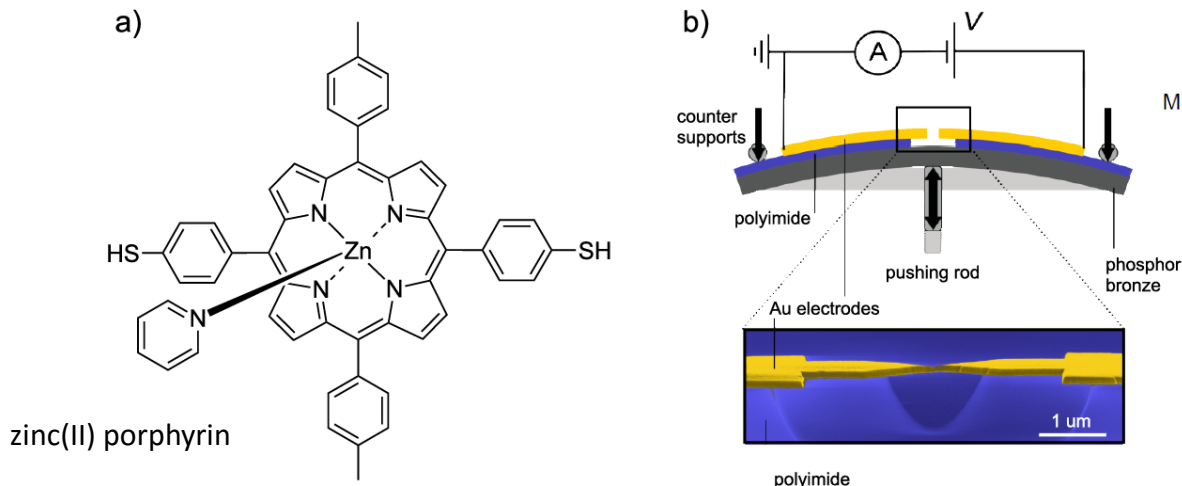 a)
N
N
HS
Zn
SH
N
N
N
zinc(II) porphyrin
b)
V
A
M
counter
supports
polyimide
pushing rod
phosphor
bronze
Au electrodes
1 um
polyimide